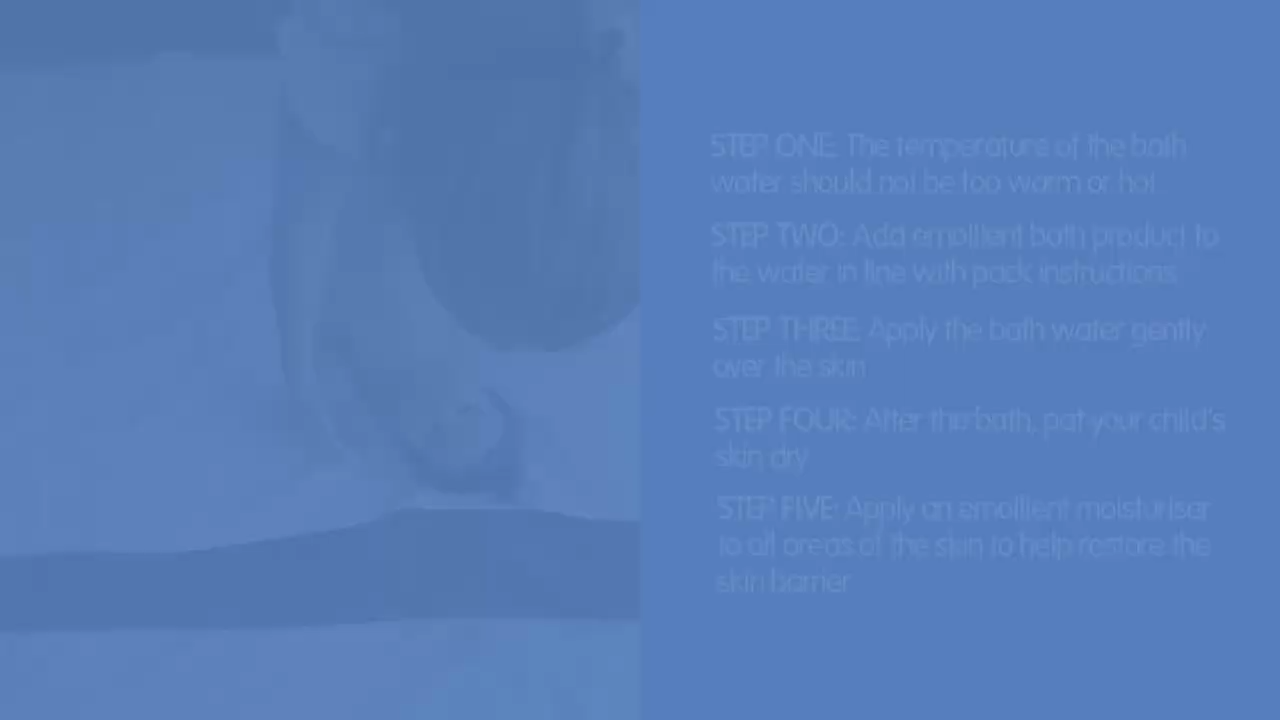 STEP ONE: The temperature of the bath
water should not be too warm or hot
STEP TWO: Add emollient bath product to
the water in line with pack instructions
STEP THREE: Apply the bath water gently
over the skin
STEP FOUR: After the bath, pat your child's
skin dry
STEP FIVE: Apply an emollient moisturiser
to all areas of the skin to help restore the
skin barrier